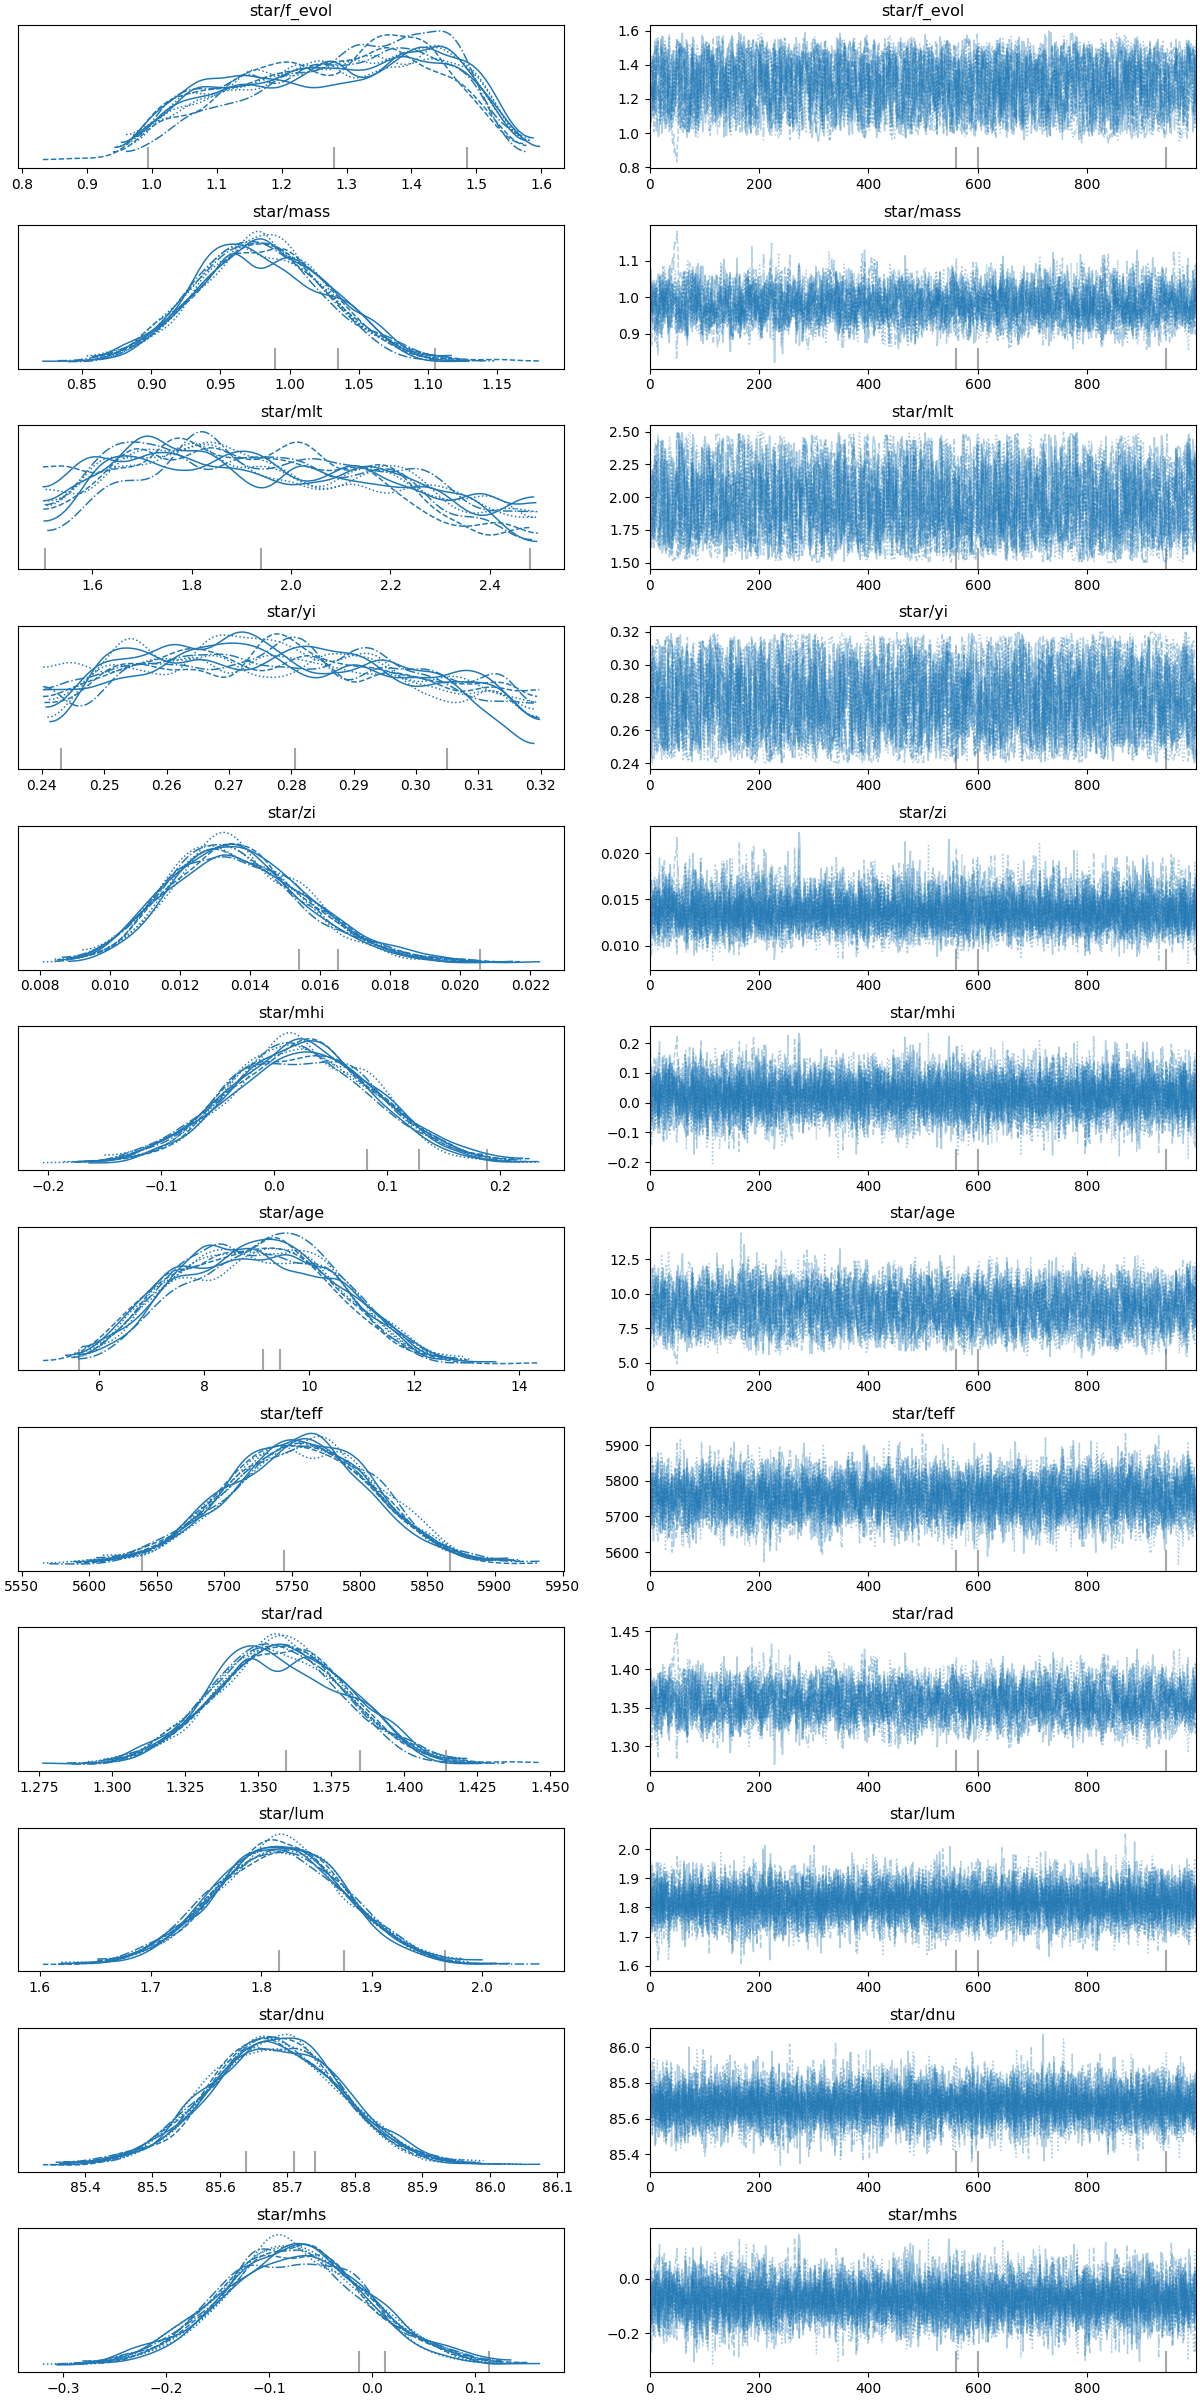 star/f_evol star/f_evol
1.6
1.4
1.2
1.0
0.8
0.8 0.9 1.0 1.1 1.2 1.3 1.4 1.5 1.6 0 200 400 600 800
star/mass star/mass
1.1
1.0
0.9
0.85 0.90 0.95 1.00 1.05 1.10 1.15 0 200 400 600 800
star/mlt star/mlt
2.50
2.25
2.00
1.75
1.50
1.6 1.8 2.0 2.2 2.4 0 200 400 600 800
star/yi star/yi
0.32
0.30
0.28
0.26
0.24
0.24 0.25 0.26 0.27 0.28 0.29 0.30 0.31 0.32 0 200 400 600 800
star/zi star/zi
0.020
0.015
0.010
0.008 0.010 0.012 0.014 0.016 0.018 0.020 0.022 0 200 400 600 800
star/mhi star/mhi
0.2
0.1
0.0
−0.1
−0.2
−0.2 −0.1 0.0 0.1 0.2 0 200 400 600 800
star/age star/age
12.5
10.0
7.5
5.0
6 8 10 12 14 0 200 400 600 800
star/teff star/teff
5900
5800
5700
5600
5550 5600 5650 5700 5750 5800 5850 5900 5950 0 200 400 600 800
star/rad star/rad
1.45
1.40
1.35
1.30
1.275 1.300 1.325 1.350 1.375 1.400 1.425 1.450 0 200 400 600 800
star/lum star/lum
2.0
1.9
1.8
1.7
1.6
1.6 1.7 1.8 1.9 2.0 0 200 400 600 800
star/dnu star/dnu
86.0
85.8
85.6
85.4
85.4 85.5 85.6 85.7 85.8 85.9 86.0 86.1 0 200 400 600 800
star/mhs star/mhs
0.0
−0.2
−0.3 −0.2 −0.1 0.0 0.1 0 200 400 600 800